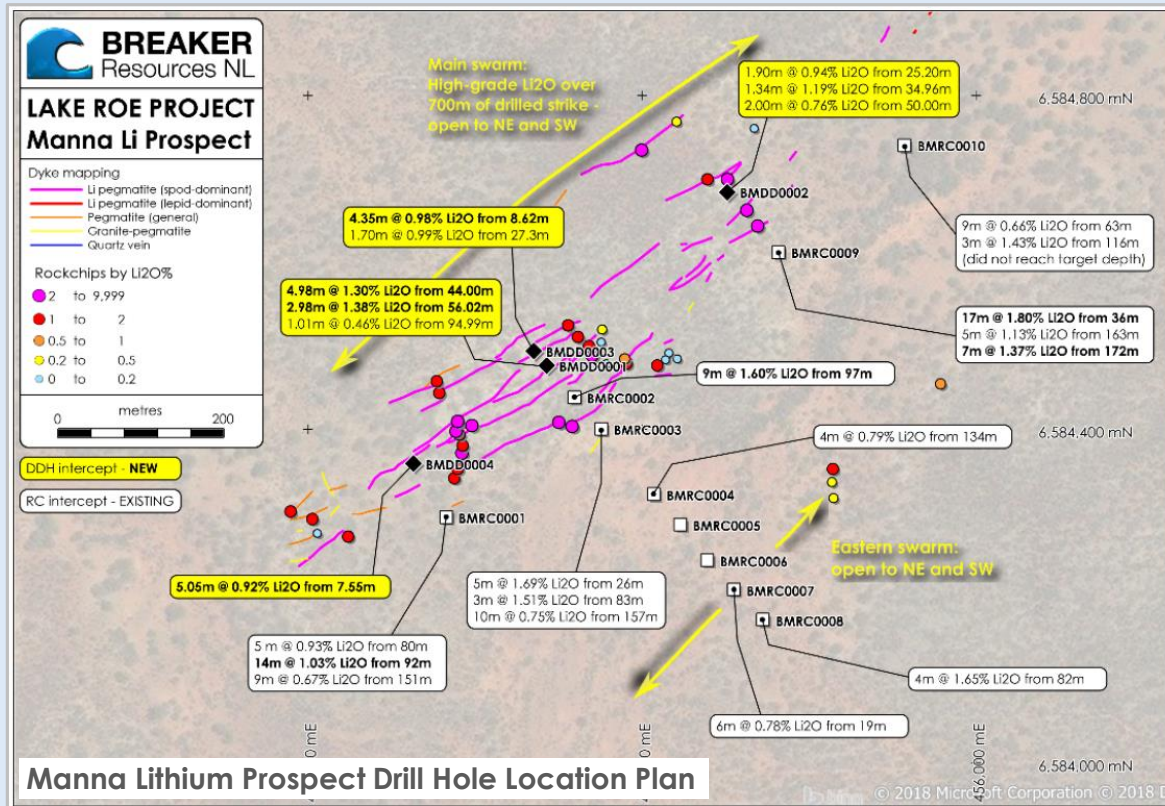 BREAKER
Resources NL
LAKE ROE PROJECT
Manna Li Prospect
Dyke mapping
Li pegmatite (spod-dominant)
Li pegmatite (lepid-dominant)
Pegmatite (general)
Granite-pegmatite
Quartz vein
Rockchips by Li2O%
2 to 9,999
1 to 2
0.5 to 1
0.2 to 0.5
0 to 0.2
metres
0 200
DDH intercept - NEW
RC intercept - EXISTING
Main swarm:
High-grade Li2O over
700m of drilled strike -
open to NE and SW
1.90m @ 0.94% Li2O from 25.20m
1.34m @ 1.19% Li2O from 34.96m
2.00m @ 0.76% Li2O from 50.00m
6,584,800 mN
BMRC0010
BMDD0002
4.35m @ 0.98% Li2O from 8.62m
1.70m @ 0.99% Li2O from 27.3m
9m @ 0.66% Li2O from 63m
3m @ 1.43% Li2O from 116m
(did not reach target depth)
BMRC0009
4.98m @ 1.30% Li2O from 44.00m
2.98m @ 1.38% Li2O from 56.02m
1.01m @ 0.46% Li2O from 94.99m
17m @ 1.80% Li2O from 36m
5m @ 1.13% Li2O from 163m
7m @ 1.37% Li2O from 172m
BMDD0003
BMDD0001
9m @ 1.60% Li2O from 97m
BMRC0002
BMRC0003
6,584,400 mN
4m @ 0.79% Li2O from 134m
BMDD0004
BMRC0004
BMRC0001
BMRC0005
Eastern swarm:
open to NE and SW
BMRC0006
5.05m @ 0.92% Li2O from 7.55m
5m @ 1.69% Li2O from 26m
3m @ 1.51% Li2O from 83m
10m @ 0.75% Li2O from 157m
BMRC0007
BMRC0008
5 m @ 0.93% Li2O from 80m
14m @ 1.03% Li2O from 92m
9m @ 0.67% Li2O from 151m
4m @ 1.65% Li2O from 82m
6m @ 0.78% Li2O from 19m
mE
mE
456,000 mE
6,584,000 mN
Manna Lithium Prospect Drill Hole Location Plan
© 2018 Microsoft Corporation © 2018 D